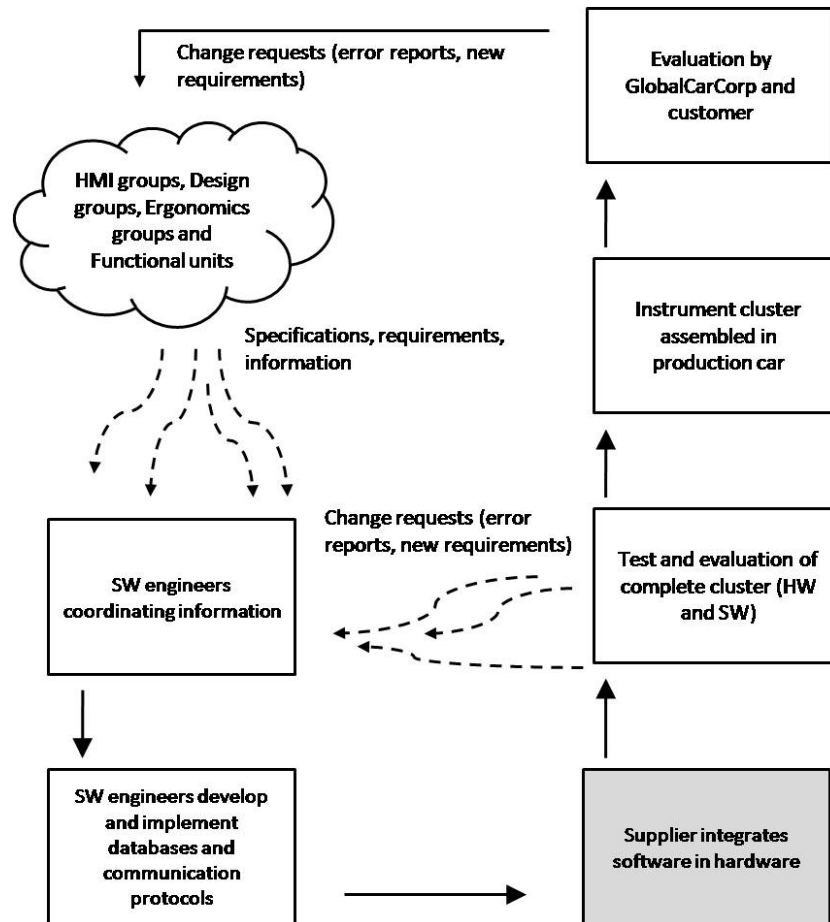 Change requests (error reports, new
requirements)
Evaluation by
GlobalCarCorp and
customer
HMI groups, Design
groups, Ergonomics
groups and
Functional units
Instrument cluster
assembled in
production car
Specifications, requirements,
information
Change requests (error
reports, new requirements)
Test and evaluation of
complete cluster (HW
and SW)
SW engineers
coordinating information
SW engineers develop
and implement
databases and
communication
protocols
Supplier integrates
software in hardware